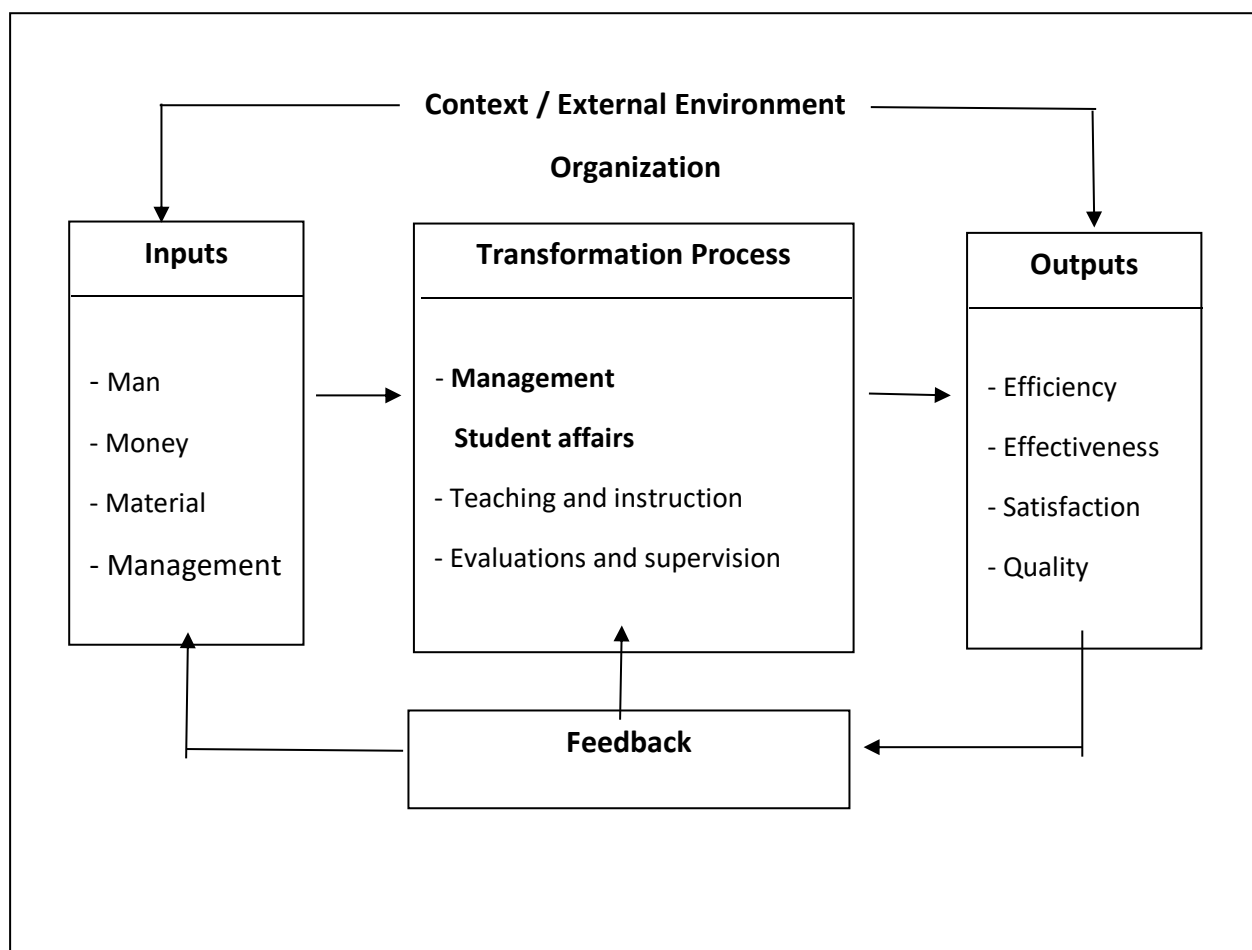 Context / External Environment
Organization
Inputs
- Man
- Money
- Material
- Management
Transformation Process
- Management
Student affairs
- Teaching and instruction
- Evaluations and supervision
Outputs
- Efficiency
- Effectiveness
- Satisfaction
- Quality
Feedback